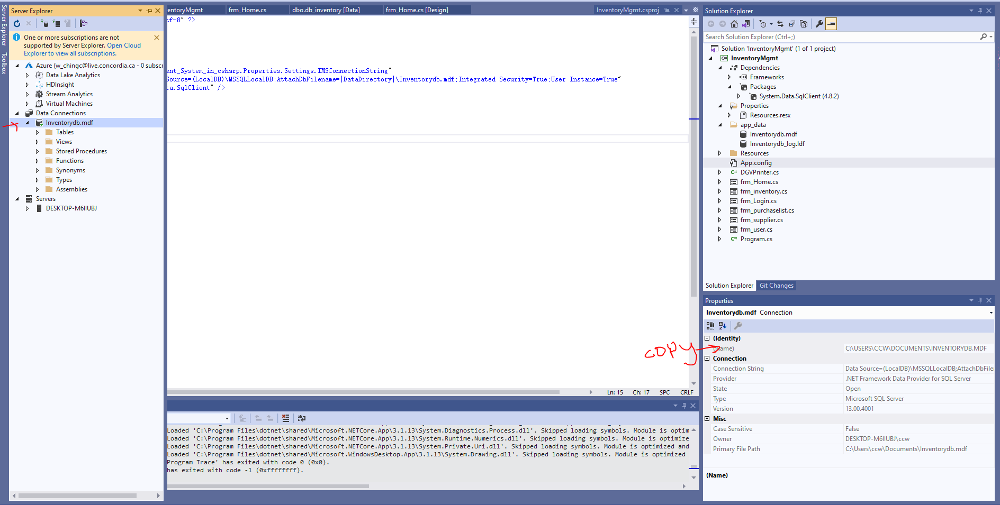 Server Explorer
Toolbox
Server Explorer
One or more subscriptions are not
supported by Server Explorer. Open Cloud
Explorer to view all subscriptions.
Azure (w_chingc@live.concordia.ca - 0 subscr
Data Lake Analytics
HDInsight
Stream Analytics
Virtual Machines
Data Connections
Inventorydb.mdf
Tables
Views
Stored Procedures
Functions
Synonyms
Types
Assemblies
Servers
DESKTOP-M6IIUBJ
entoryMgmt
frm_Home.cs
dbo.db_inventory [Data]
frm_Home.cs [Design]
InventoryMgmt.csproj
tf-8" ?>
ent_System_in_csharp.Properties.Settings.IMSConnectionString"
Source=(LocalDB)\MSSQLLocalDB;AttachDbFilename=|DataDirectory|\Inventorydb.mdf;Integrated Security=True;User Instance=True"
ta.SqlClient" />
copy
Ln: 15 Ch: 17 SPC CRLF
Loaded 'C:\Program Files\dotnet\shared\Microsoft.NETCore.App\3.1.13\System.Diagnostics.Process.dll'. Skipped loading symbols. Module is optim
Loaded 'C:\Program Files\dotnet\shared\Microsoft.NETCore.App\3.1.13\System.Runtime.Numerics.dll'. Skipped loading symbols. Module is optimize
Loaded 'C:\Program Files\dotnet\shared\Microsoft.NETCore.App\3.1.13\System.Private.Uri.dll'. Skipped loading symbols. Module is optimized and
Loaded 'C:\Program Files\dotnet\shared\Microsoft.WindowsDesktop.App\3.1.13\System.Drawing.dll'. Skipped loading symbols. Module is optimized
Program Trace' has exited with code 0 (0x0).
has exited with code -1 (0xffffffff).
Solution Explorer
Search Solution Explorer (Ctrl+;)
Solution 'InventoryMgmt' (1 of 1 project)
InventoryMgmt
Dependencies
Frameworks
Packages
System.Data.SqlClient (4.8.2)
Properties
Resources.resx
app_data
Inventorydb.mdf
Inventorydb_log.ldf
Resources
App.config
DGVPrinter.cs
frm_Home.cs
frm_inventory.cs
frm_Login.cs
frm_purchaselist.cs
frm_supplier.cs
frm_user.cs
Program.cs
Solution Explorer Git Changes
Properties
Inventorydb.mdf Connection
(Identity)
(Name) C:\USERS\CCW\DOCUMENTS\INVENTORYDB.MDF
Connection
Connection String Data Source=(LocalDB)\MSSQLLocalDB;AttachDbFilen
Provider .NET Framework Data Provider for SQL Server
State Open
Type Microsoft SQL Server
Version 13.00.4001
Misc
Case Sensitive False
Owner DESKTOP-M6IIUBJ\ccw
Primary File Path C:\Users\ccw\Documents\Inventorydb.mdf
(Name)